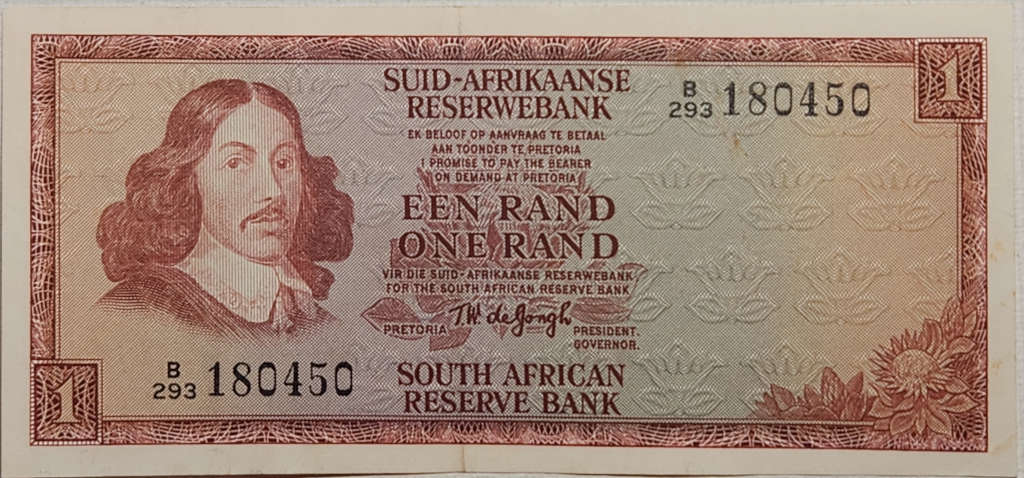 1
SUID-AFRIKAANSE
RESERWEBANK
B
293 180450
EK BELOOF OP AANVRAAG TE BETAAL
AAN TOONDER TE PRETORIA
I PROMISE TO PAY THE BEARER
ON DEMAND AT PRETORIA
EEN RAND
ONE RAND
VIR DIE SUID-AFRIKAANSE RESERWEBANK
FOR THE SOUTH AFRICAN RESERVE BANK
T.W. de Jongh
PRETORIA
PRESIDENT.
GOVERNOR.
B
293 180450
SOUTH AFRICAN
RESERVE BANK
1